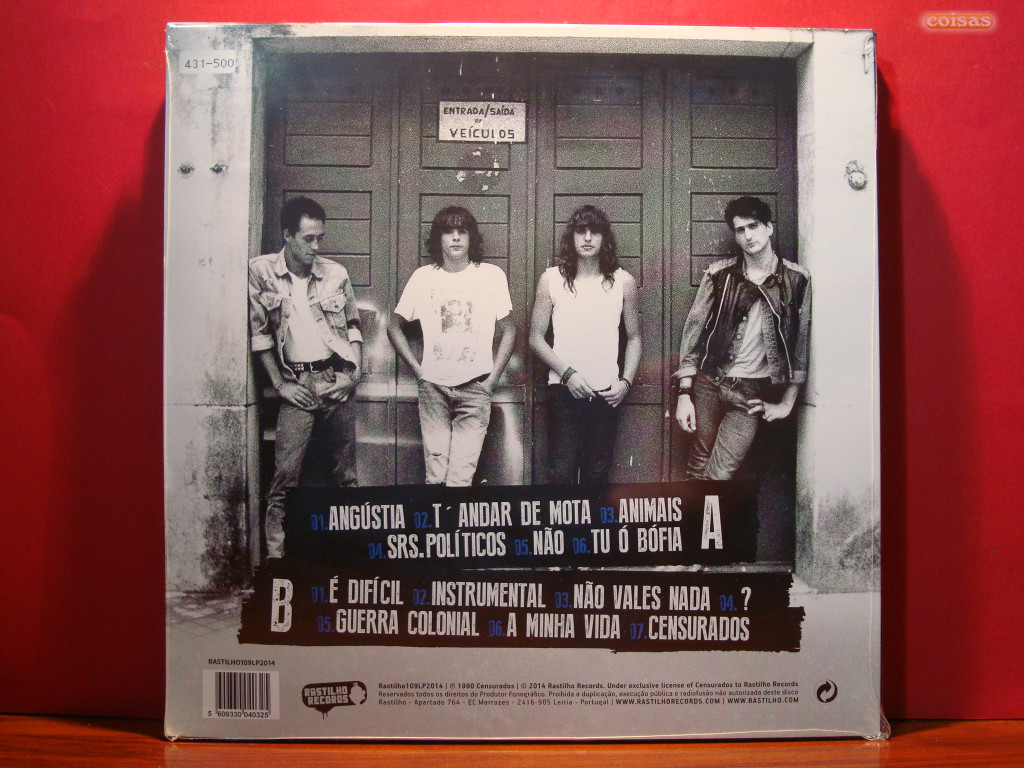 coisas
431-500
ENTRADA/SAÍDA
DE
VEÍCULOS
01.ANGÚSTIA 02.T´ANDAR DE MOTA 03.ANIMAIS
04.SRS.POLÍTICOS 05.NÃO 06.TU Ó BÓFIA
A
B
01.É DIFÍCIL 02.INSTRUMENTAL 03.NÃO VALES NADA 04.?
05.GUERRA COLONIAL 06.A MINHA VIDA 07.CENSURADOS
RASTILHO109LP2014
5 609330 040325
RASTILHO
RECORDS
Rastilho109LP2014 | ℗ 1990 Censurados | © 2014 Rastilho Records. Under exclusive license of Censurados to Rastilho Records
Reservados todos os direitos do Produtor Fonográfico. Proibida a duplicação, execução pública e radiofusão não autorizada deste disco
Rastilho - Apartado 764 - EC Marrazes - 2416-905 Leiria - Portugal | WWW.RASTILHORECORDS.COM | WWW.RASTILHO.COM